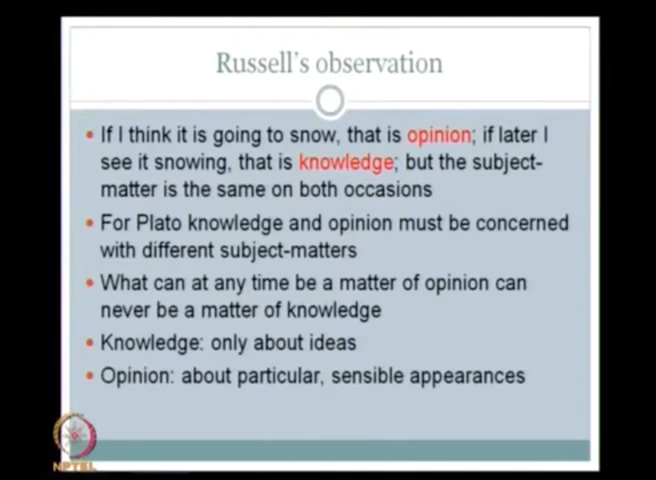 Russell's observation
• If I think it is going to snow, that is opinion; if later I
see it snowing, that is knowledge; but the subject-
matter is the same on both occasions
• For Plato knowledge and opinion must be concerned
with different subject-matters
• What can at any time be a matter of opinion can
never be a matter of knowledge
• Knowledge: only about ideas
• Opinion: about particular, sensible appearances
NPTEL